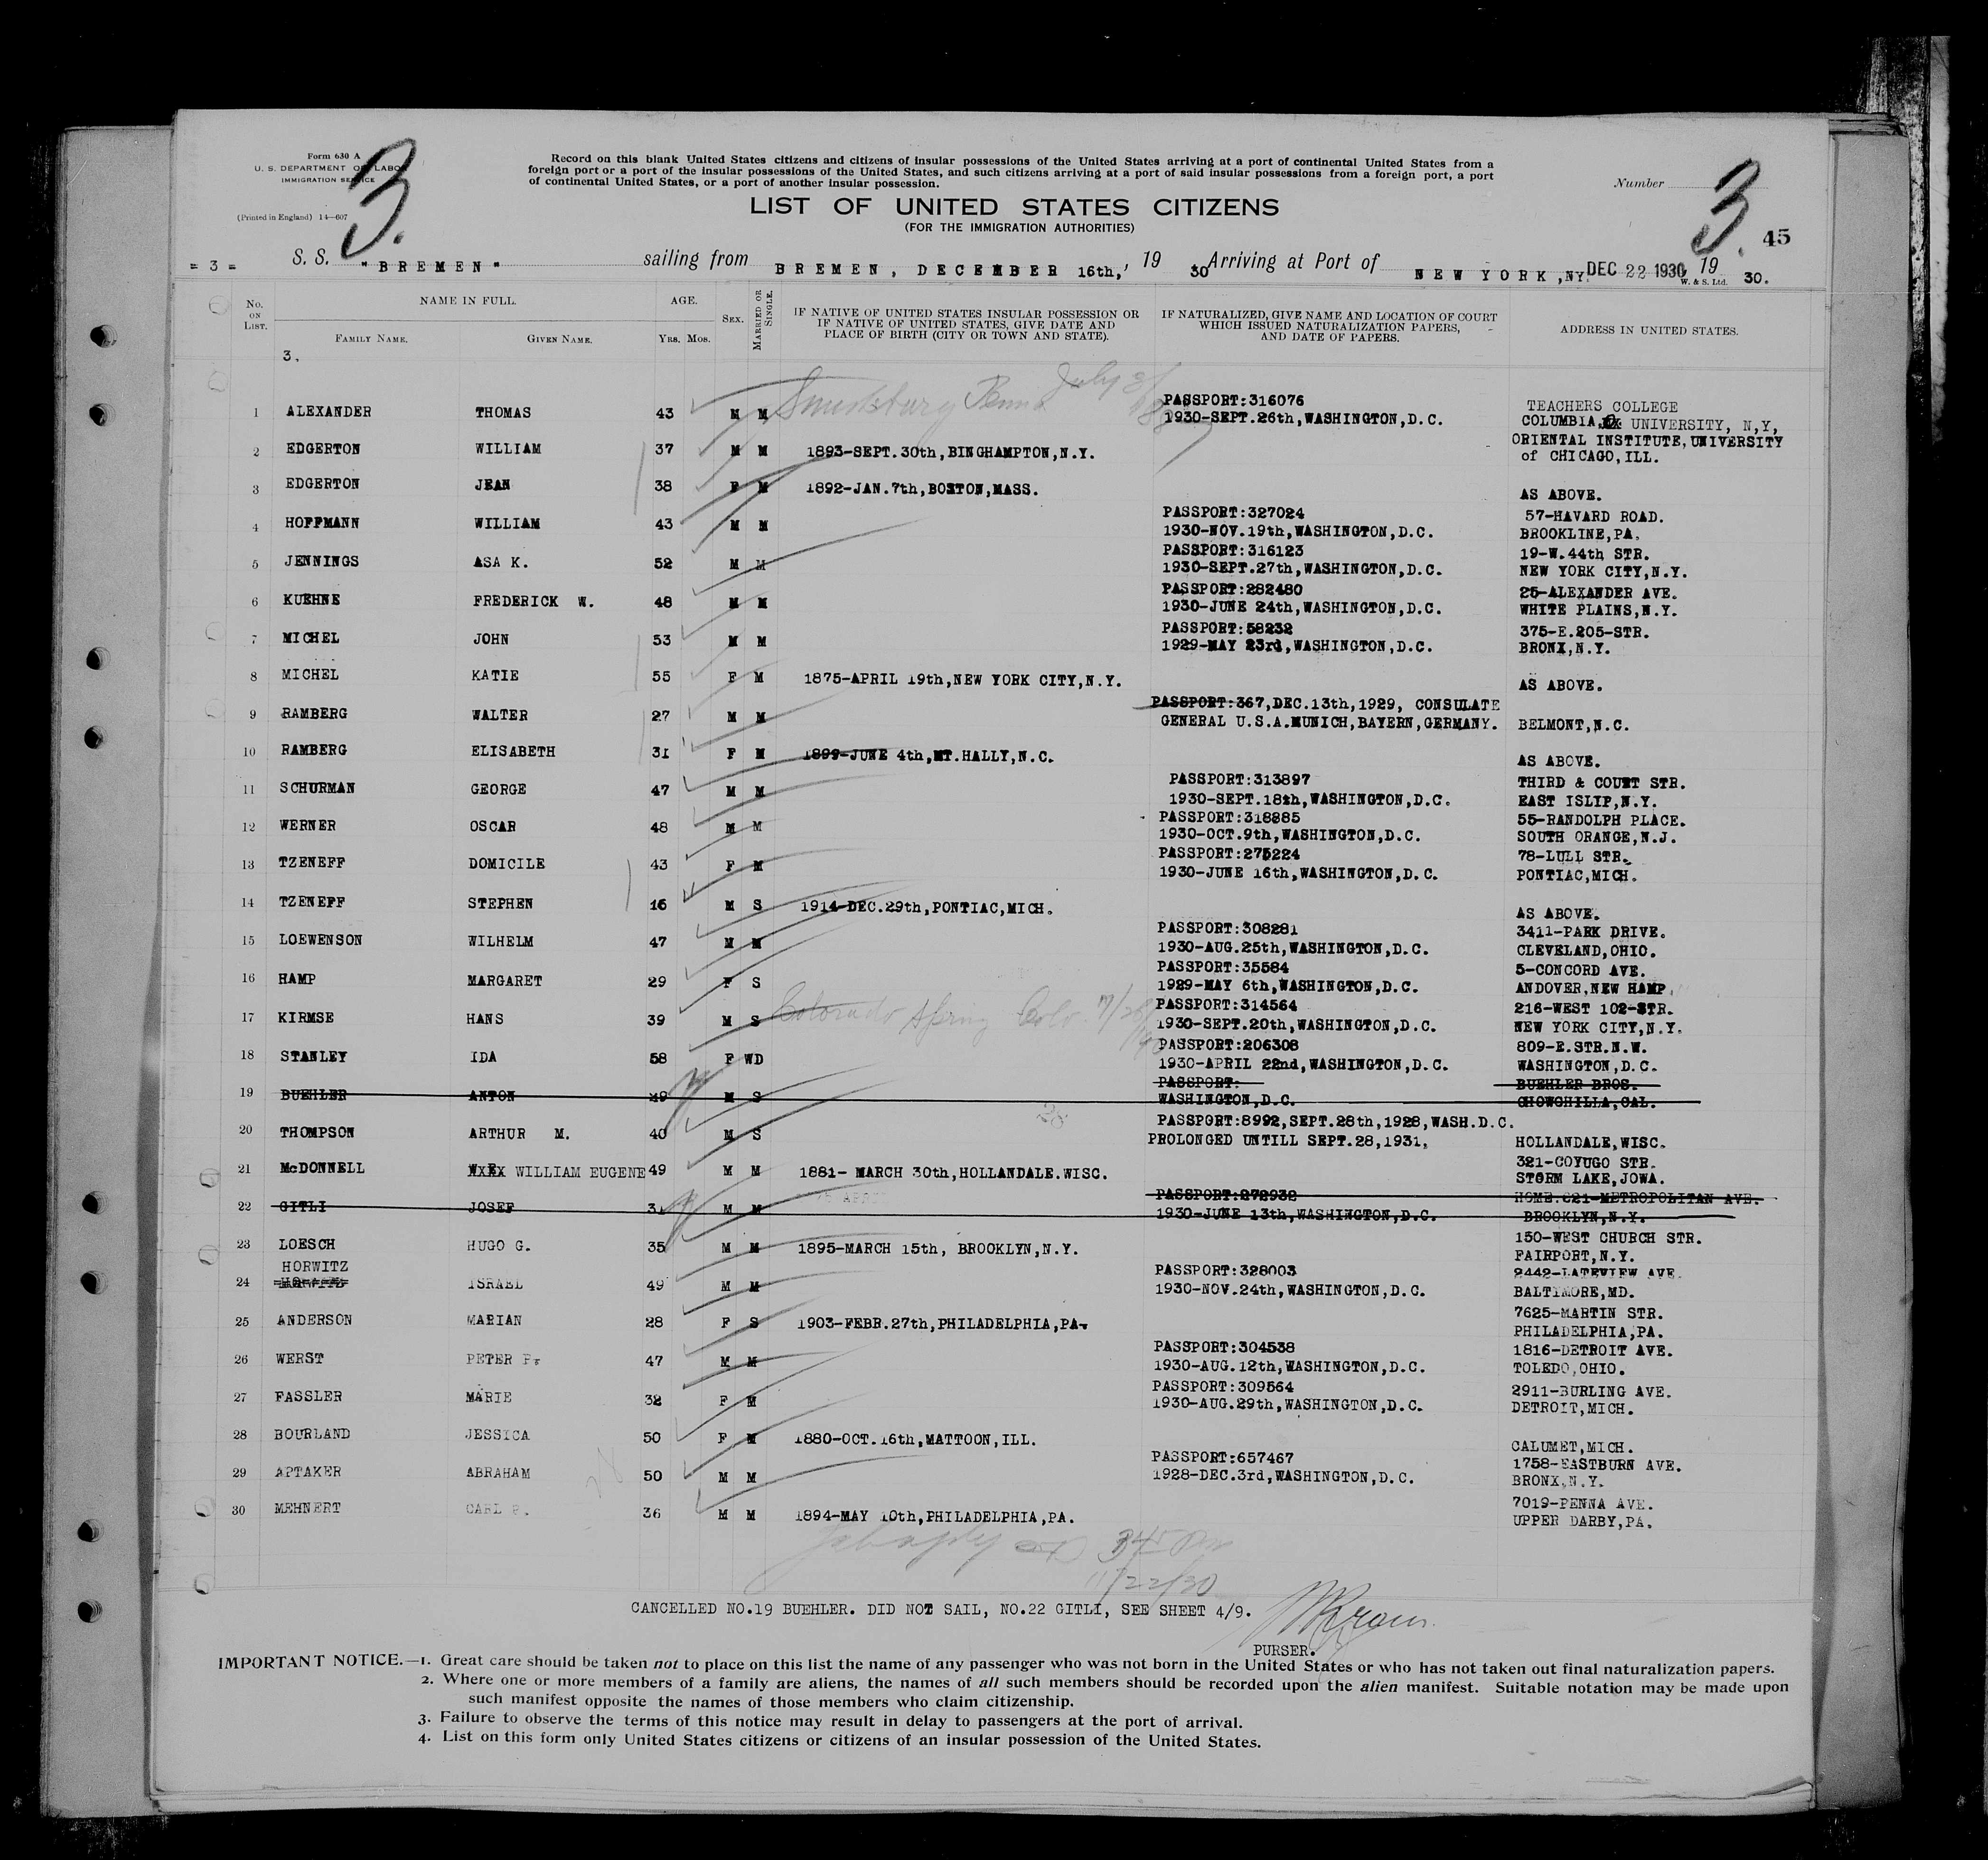 Form 630 A
U. S. DEPARTMENT OF LABOR
IMMIGRATION SERVICE
(Printed in England) 14—607
3.
Record on this blank United States citizens and citizens of insular possessions of the United States arriving at a port of continental United States from a
foreign port or a port of the insular possessions of the United States, and such citizens arriving at a port of said insular possessions from a foreign port, a port
of continental United States, or a port of another insular possession.
Number
3.
45
LIST OF UNITED STATES CITIZENS
(FOR THE IMMIGRATION AUTHORITIES)
= 3 = S. S. "BREMEN" sailing from BREMEN, DECEMBER 16th, 19 30 Arriving at Port of NEW YORK, NY. DEC 22 1930, 19 30.
W. & S. Ltd.
No. ON LIST. NAME IN FULL. FAMILY NAME. GIVEN NAME. AGE. YRS. MOS. SEX. MARRIED OR SINGLE. IF NATIVE OF UNITED STATES INSULAR POSSESSION OR IF NATIVE OF UNITED STATES, GIVE DATE AND PLACE OF BIRTH (CITY OR TOWN AND STATE). IF NATURALIZED, GIVE NAME AND LOCATION OF COURT WHICH ISSUED NATURALIZATION PAPERS, AND DATE OF PAPERS. ADDRESS IN UNITED STATES.
3.
PASSPORT:316076 TEACHERS COLLEGE
1 ALEXANDER THOMAS 43 M M Penna July 3/ 1930-SEPT.26th,WASHINGTON,D.C. COLUMBIA UNIVERSITY, N,Y,
2 EDGERTON WILLIAM 37 M M 1893-SEPT.30th,BINGHAMPTON,N.Y. ORIENTAL INSTITUTE,UNIVERSITY
of CHICAGO,ILL.
3 EDGERTON JEAN 38 F M 1892-JAN.7th,BOSTON,MASS. AS ABOVE.
PASSPORT:327024 57-HAVARD ROAD.
4 HOFFMANN WILLIAM 43 M M 1930-NOV.19th,WASHINGTON,D.C. BROOKLINE,PA.
PASSPORT:316123 19-W.44th STR.
5 JENNINGS ASA K. 52 M M 1930-SEPT.27th,WASHINGTON,D.C. NEW YORK CITY,N.Y.
PASSPORT:282480 25-ALEXANDER AVE.
6 KUEHNE FREDERICK W. 48 M M 1930-JUNE 24th,WASHINGTON,D.C. WHITE PLAINS,N.Y.
PASSPORT:58232 375-E.205-STR.
7 MICHEL JOHN 53 M M 1929-MAY 23rd,WASHINGTON,D.C. BRONX,N.Y.
8 MICHEL KATIE 55 F M 1875-APRIL 19th,NEW YORK CITY,N.Y. AS ABOVE.
PASSPORT:367,DEC.13th,1929, CONSULATE
9 RAMBERG WALTER 27 M M GENERAL U.S.A.MUNICH,BAYERN,GERMANY. BELMONT,N.C.
10 RAMBERG ELISABETH 31 F M 1899-JUNE 4th,MT.HALLY,N.C. AS ABOVE.
PASSPORT:313897 THIRD & COURT STR.
11 SCHURMAN GEORGE 47 M M 1930-SEPT.18th,WASHINGTON,D.C. EAST ISLIP,N.Y.
PASSPORT:318885 55-RANDOLPH PLACE.
12 WERNER OSCAR 48 M M 1930-OCT.9th,WASHINGTON,D.C. SOUTH ORANGE,N.J.
PASSPORT:275224 78-LULL STR.
13 TZENEFF DOMICILE 43 F M 1930-JUNE 16th,WASHINGTON,D.C. PONTIAC,MICH.
14 TZENEFF STEPHEN 16 M S 1914-DEC.29th,PONTIAC,MICH. AS ABOVE.
PASSPORT:308281 3411-PARK DRIVE.
15 LOEWENSON WILHELM 47 M M 1930-AUG.25th,WASHINGTON,D.C. CLEVELAND,OHIO.
PASSPORT:35584 5-CONCORD AVE.
16 HAMP MARGARET 29 F S 1929-MAY 6th,WASHINGTON,D.C. ANDOVER,NEW HAMP.
PASSPORT:314564 216-WEST 102-STR.
17 KIRMSE HANS 39 M S Colorado Spring Colo. 1930-SEPT.20th,WASHINGTON,D.C. NEW YORK CITY,N.Y.
PASSPORT:206308 809-E.STR.N.W.
18 STANLEY IDA 58 F WD 1930-APRIL 22nd,WASHINGTON,D.C. WASHINGTON,D.C.
PASSPORT: BUEHLER BROS.
19 BUEHLER ANTON 49 M S WASHINGTON,D.C. CHOWCHILLA,CAL.
PASSPORT:8992,SEPT.28th,1928,WASH.D.C.
20 THOMPSON ARTHUR M. 40 M S PROLONGED UNTILL SEPT.28,1931. HOLLANDALE,WISC.
321-COYUGO STR.
21 McDONNELL WILLIAM EUGENE 49 M M 1881- MARCH 30th,HOLLANDALE.WISC. STORM LAKE,JOWA.
PASSPORT:272932 HOME.621-METROPOLITAN AVE.
22 GITLI JOSEF 31 M M 1930-JUNE 13th,WASHINGTON,D.C. BROOKLYN,N.Y.
150-WEST CHURCH STR.
23 LOESCH HUGO G. 35 M M 1895-MARCH 15th, BROOKLYN,N.Y. FAIRPORT,N.Y.
HORWITZ PASSPORT:328003 2442-LATEVIEW AVE.
24 ISRAEL 49 M M 1930-NOV.24th,WASHINGTON,D.C. BALTIMORE,MD.
7625-MARTIN STR.
25 ANDERSON MARIAN 28 F S 1903-FEBR.27th,PHILADELPHIA,PA. PHILADELPHIA,PA.
PASSPORT:304538 1816-DETROIT AVE.
26 WERST PETER P. 47 M M 1930-AUG.12th,WASHINGTON,D.C. TOLEDO,OHIO.
PASSPORT:309564 2911-BURLING AVE.
27 FASSLER MARIE 32 F M 1930-AUG.29th,WASHINGTON,D.C. DETROIT,MICH.
28 BOURLAND JESSICA 50 F M 1880-OCT.16th,MATTOON,ILL. CALUMET,MICH.
PASSPORT:657467 1758-EASTBURN AVE.
29 APTAKER ABRAHAM 50 M M 1928-DEC.3rd,WASHINGTON,D.C. BRONX,N.Y.
7019-PENNA AVE.
30 MEHNERT CARL P. 36 M M 1894-MAY 10th,PHILADELPHIA,PA. UPPER DARBY,PA.
22/30
CANCELLED NO.19 BUEHLER. DID NOT SAIL, NO.22 GITLI, SEE SHEET 4/9.
PURSER.
IMPORTANT NOTICE.—1. Great care should be taken not to place on this list the name of any passenger who was not born in the United States or who has not taken out final naturalization papers.
2. Where one or more members of a family are aliens, the names of all such members should be recorded upon the alien manifest. Suitable notation may be made upon
such manifest opposite the names of those members who claim citizenship.
3. Failure to observe the terms of this notice may result in delay to passengers at the port of arrival.
4. List on this form only United States citizens or citizens of an insular possession of the United States.